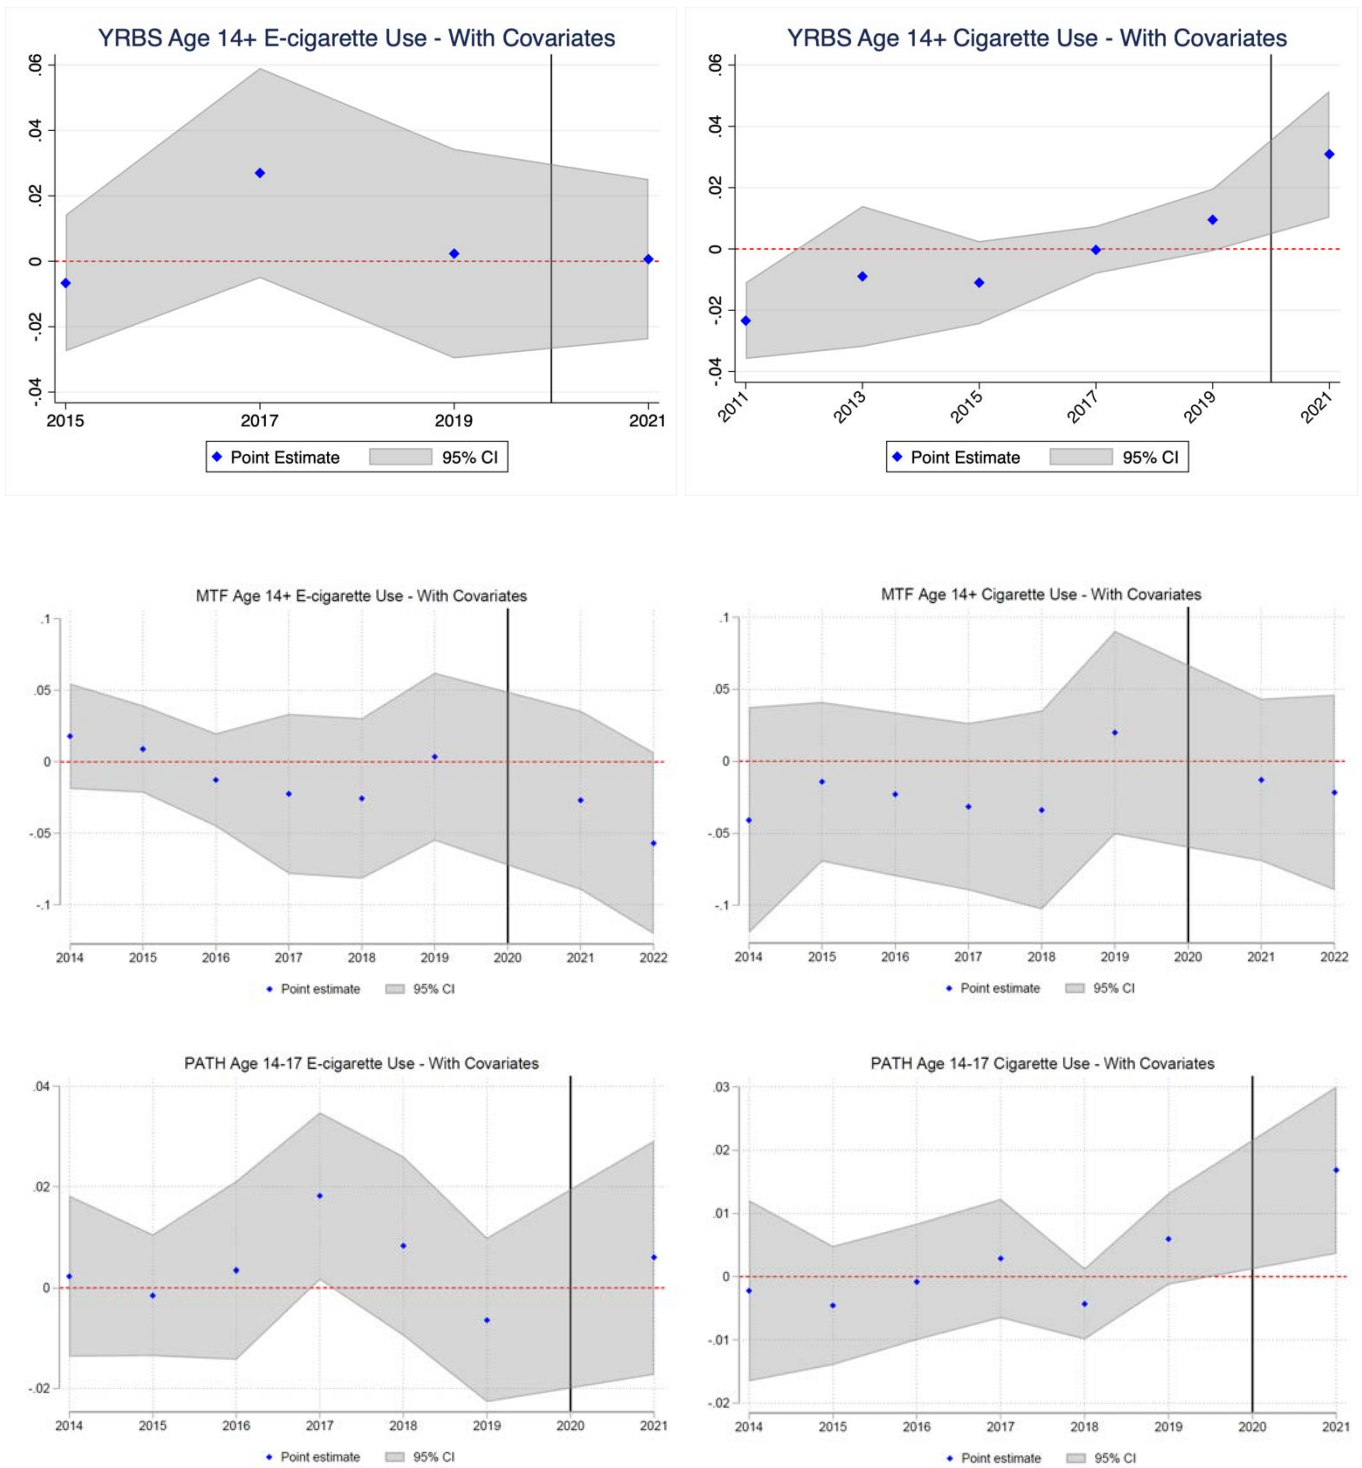 YRBS Age 14+ E-cigarette Use - With Covariates
.06
.04
.02
0
-.02
-.04
2015 2017 2019 2021
Point Estimate 95% CI
YRBS Age 14+ Cigarette Use - With Covariates
.06
.04
.02
0
-.02
-.04
2011 2013 2015 2017 2019 2021
Point Estimate 95% CI
MTF Age 14+ E-cigarette Use - With Covariates
.1
.05
0
-.05
-.1
2014 2015 2016 2017 2018 2019 2020 2021 2022
Point estimate 95% CI
MTF Age 14+ Cigarette Use - With Covariates
.1
.05
0
-.05
-.1
2014 2015 2016 2017 2018 2019 2020 2021 2022
Point estimate 95% CI
PATH Age 14-17 E-cigarette Use - With Covariates
.04
.02
0
-.02
2014 2015 2016 2017 2018 2019 2020 2021
Point estimate 95% CI
PATH Age 14-17 Cigarette Use - With Covariates
.03
.02
.01
0
-.01
-.02
2014 2015 2016 2017 2018 2019 2020 2021
Point estimate 95% CI